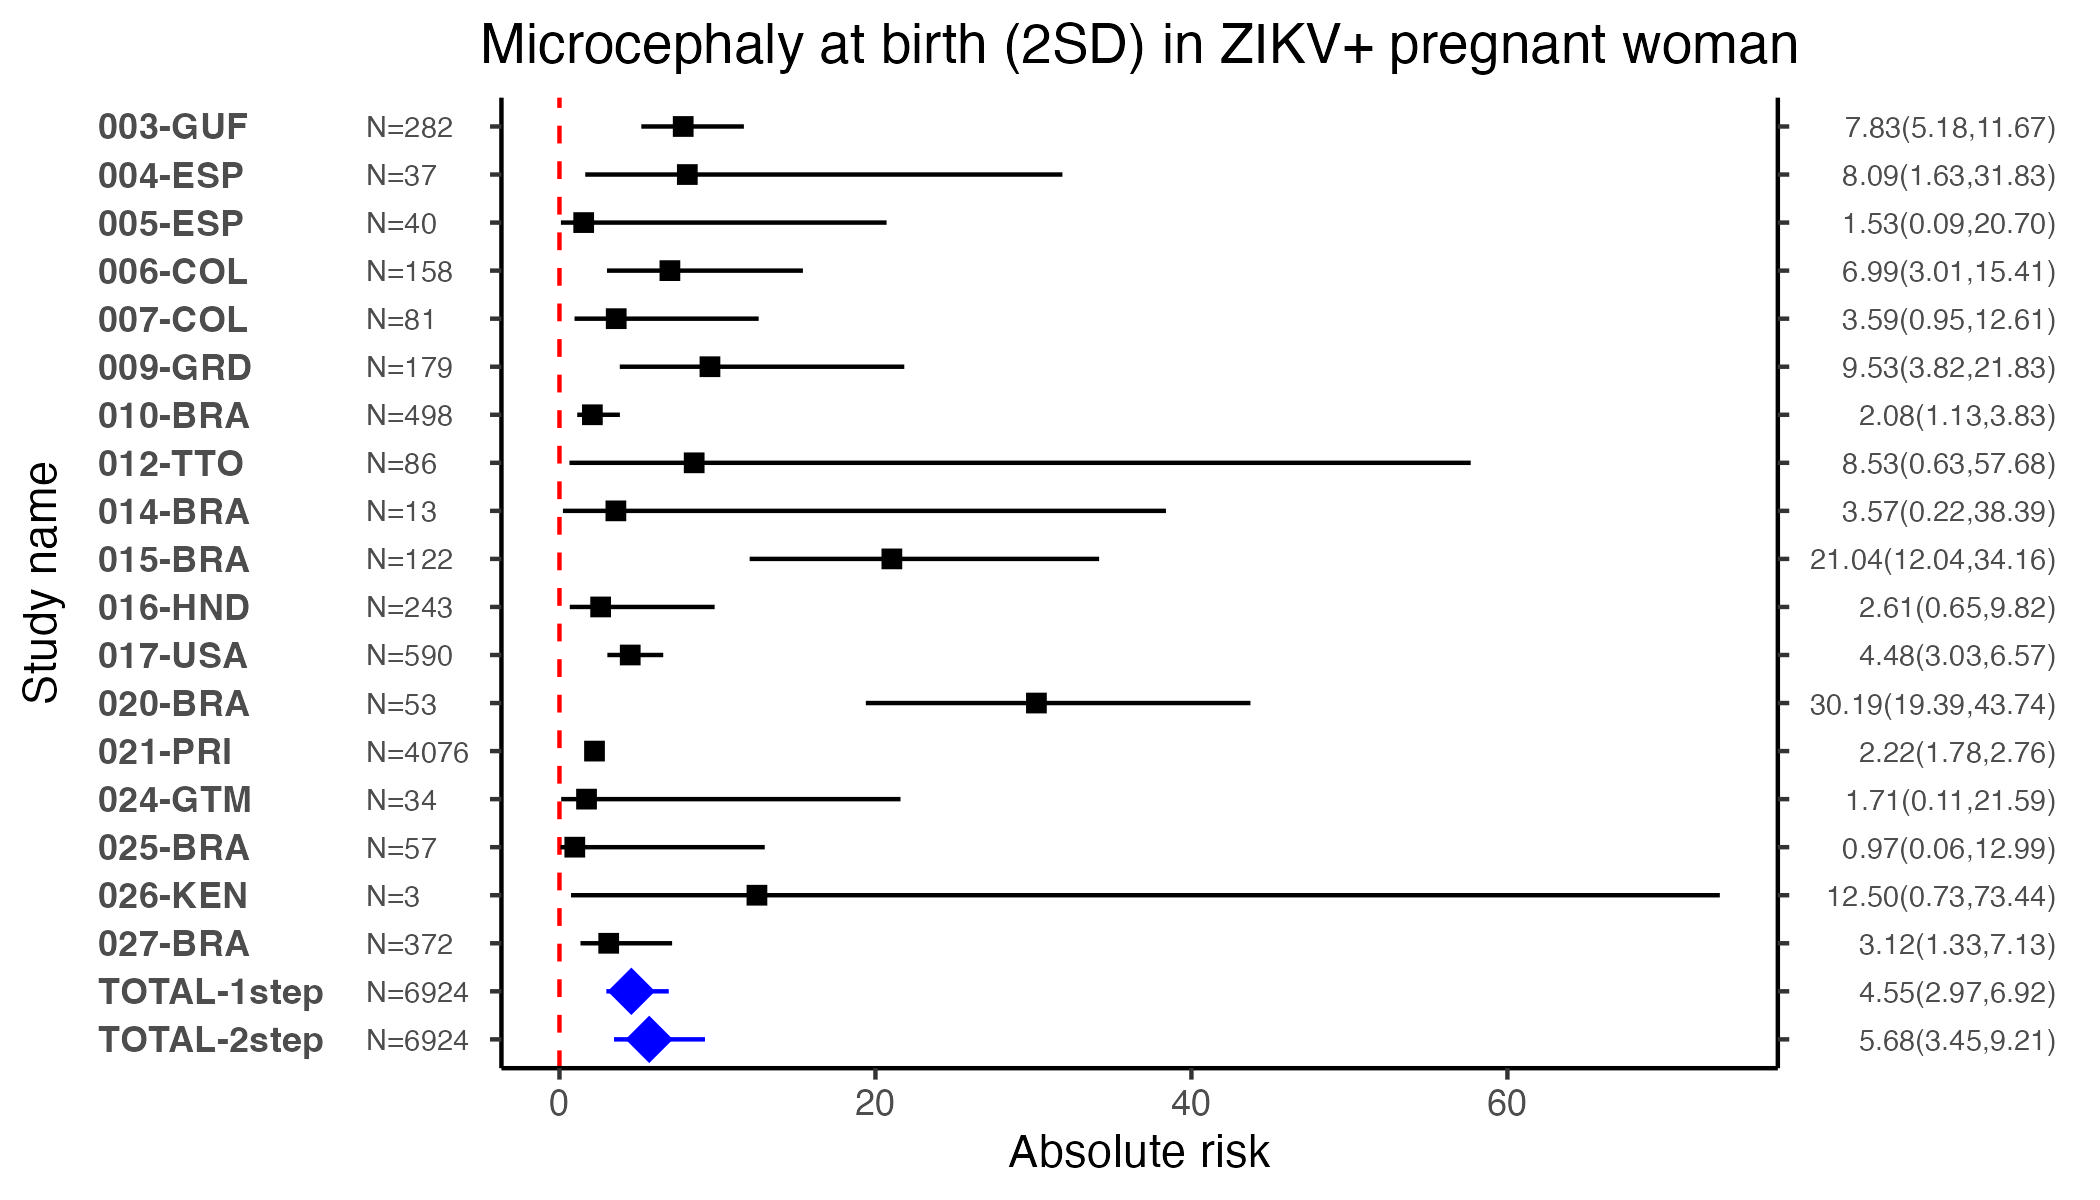 Microcephaly at birth (2SD) in ZIKV+ pregnant woman
Study name
003-GUF N=282 7.83(5.18,11.67)
004-ESP N=37 8.09(1.63,31.83)
005-ESP N=40 1.53(0.09,20.70)
006-COL N=158 6.99(3.01,15.41)
007-COL N=81 3.59(0.95,12.61)
009-GRD N=179 9.53(3.82,21.83)
010-BRA N=498 2.08(1.13,3.83)
012-TTO N=86 8.53(0.63,57.68)
014-BRA N=13 3.57(0.22,38.39)
015-BRA N=122 21.04(12.04,34.16)
016-HND N=243 2.61(0.65,9.82)
017-USA N=590 4.48(3.03,6.57)
020-BRA N=53 30.19(19.39,43.74)
021-PRI N=4076 2.22(1.78,2.76)
024-GTM N=34 1.71(0.11,21.59)
025-BRA N=57 0.97(0.06,12.99)
026-KEN N=3 12.50(0.73,73.44)
027-BRA N=372 3.12(1.33,7.13)
TOTAL-1step N=6924 4.55(2.97,6.92)
TOTAL-2step N=6924 5.68(3.45,9.21)
0 20 40 60
Absolute risk